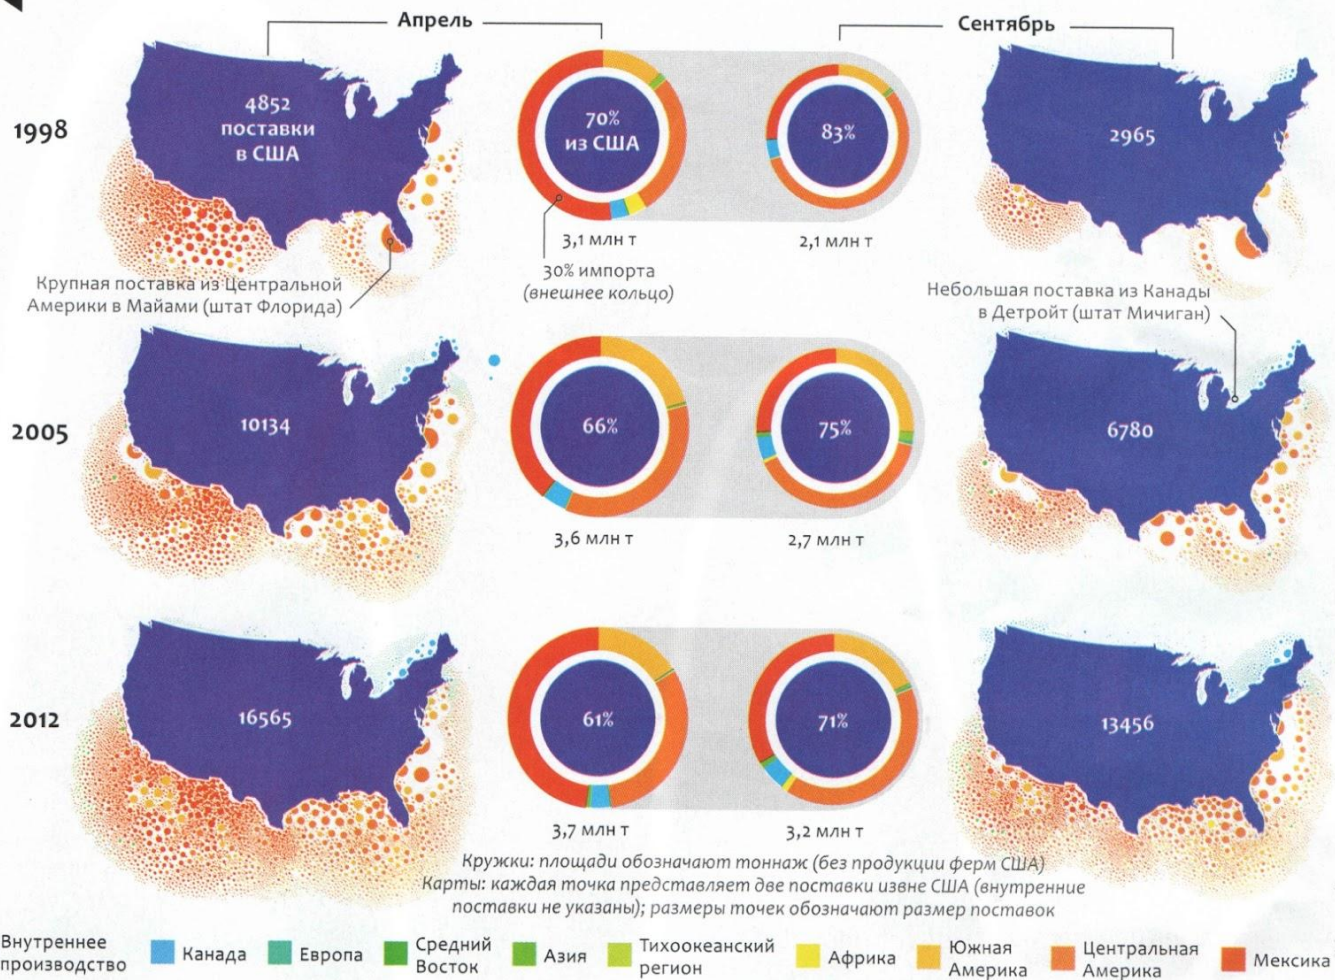 Апрель
Сентябрь
1998
4852
поставки
в США
70%
из США
83%
2965
3,1 млн т
2,1 млн т
30% импорта
(внешнее кольцо)
Крупная поставка из Центральной
Америки в Майами (штат Флорида)
Небольшая поставка из Канады
в Детройт (штат Мичиган)
2005
10134
66%
75%
6780
3,6 млн т
2,7 млн т
2012
16565
61%
71%
13456
3,7 млн т
3,2 млн т
Кружки: площади обозначают тоннаж (без продукции ферм США)
Карты: каждая точка представляет две поставки извне США (внутренние
поставки не указаны); размеры точек обозначают размер поставок
Внутреннее
производство
Канада
Европа
Средний
Восток
Азия
Тихоокеанский
регион
Африка
Южная
Америка
Центральная
Америка
Мексика